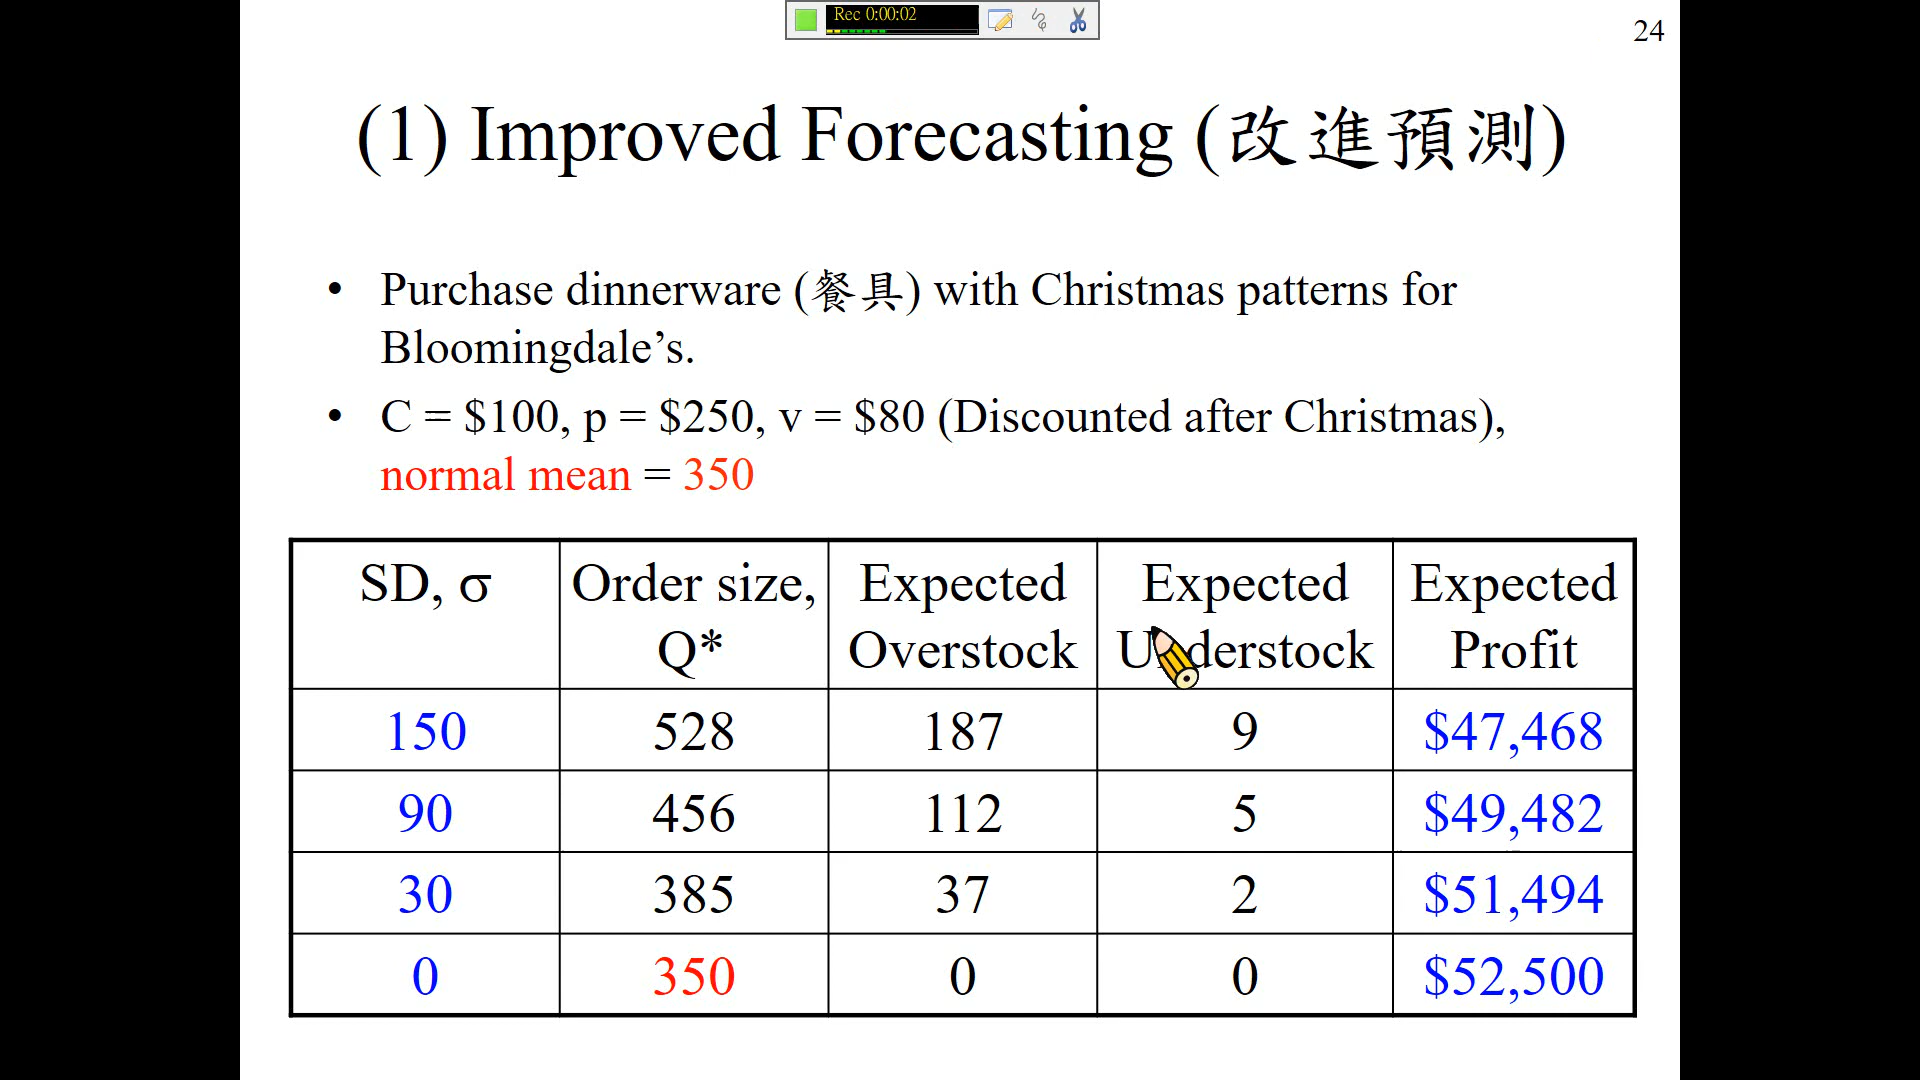 Rec 0:00:02
24
(1) Improved Forecasting (改進預測)
• Purchase dinnerware (餐具) with Christmas patterns for
Bloomingdale’s.
• C = $100, p = $250, v = $80 (Discounted after Christmas),
normal mean = 350
SD, σ Order size, Q* Expected Overstock Expected Understock Expected Profit
150 528 187 9 $47,468
90 456 112 5 $49,482
30 385 37 2 $51,494
0 350 0 0 $52,500